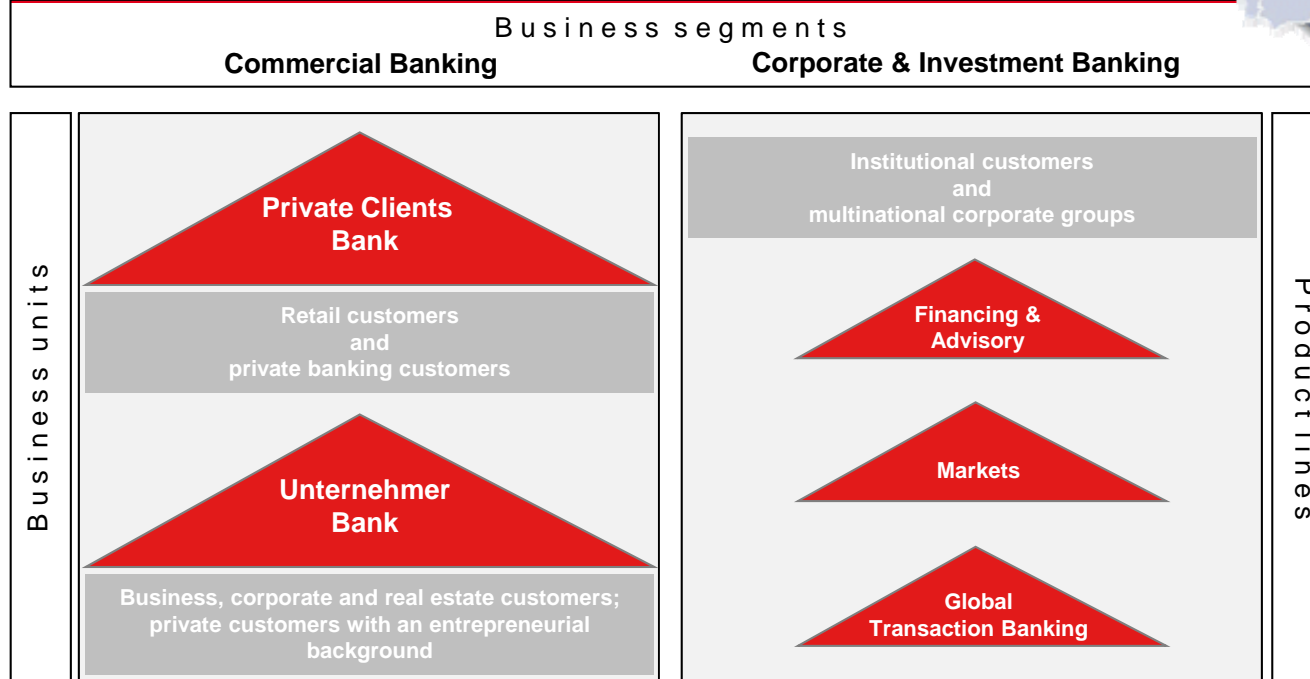 Business segments
Commercial Banking
Corporate & Investment Banking
Business units
Private Clients
Bank
Retail customers
and
private banking customers
Unternehmer
Bank
Business, corporate and real estate customers;
private customers with an entrepreneurial
background
Institutional customers
and
multinational corporate groups
Financing &
Advisory
Markets
Global
Transaction Banking
Product lines